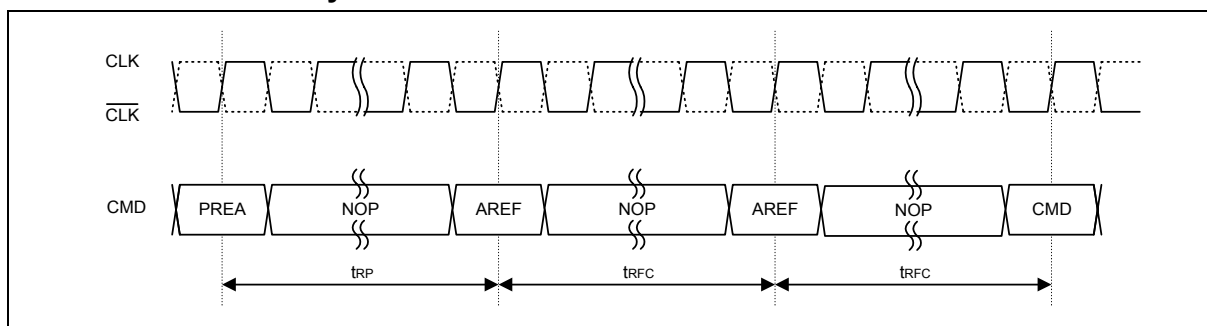 CLK
CLK
CMD PREA NOP AREF NOP AREF NOP CMD
tRP tRFC tRFC